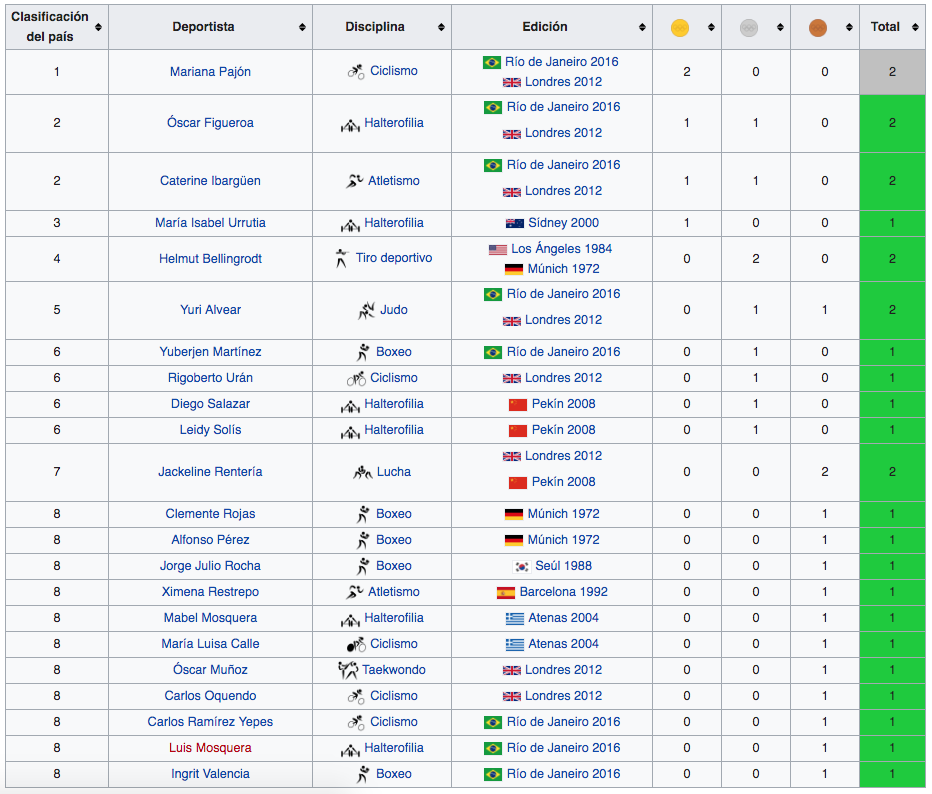 Clasificación del país Deportista Disciplina Edición Total
1 Mariana Pajón Ciclismo Río de Janeiro 2016 2 0 0 2
Londres 2012
2 Óscar Figueroa Halterofilia Río de Janeiro 2016 1 1 0 2
Londres 2012
2 Caterine Ibargüen Atletismo Río de Janeiro 2016 1 1 0 2
Londres 2012
3 María Isabel Urrutia Halterofilia Sídney 2000 1 0 0 1
4 Helmut Bellingrodt Tiro deportivo Los Ángeles 1984 0 2 0 2
Múnich 1972
5 Yuri Alvear Judo Río de Janeiro 2016 0 1 1 2
Londres 2012
6 Yuberjen Martínez Boxeo Río de Janeiro 2016 0 1 0 1
6 Rigoberto Urán Ciclismo Londres 2012 0 1 0 1
6 Diego Salazar Halterofilia Pekín 2008 0 1 0 1
6 Leidy Solís Halterofilia Pekín 2008 0 1 0 1
7 Jackeline Rentería Lucha Londres 2012 0 0 2 2
Pekín 2008
8 Clemente Rojas Boxeo Múnich 1972 0 0 1 1
8 Alfonso Pérez Boxeo Múnich 1972 0 0 1 1
8 Jorge Julio Rocha Boxeo Seúl 1988 0 0 1 1
8 Ximena Restrepo Atletismo Barcelona 1992 0 0 1 1
8 Mabel Mosquera Halterofilia Atenas 2004 0 0 1 1
8 María Luisa Calle Ciclismo Atenas 2004 0 0 1 1
8 Óscar Muñoz Taekwondo Londres 2012 0 0 1 1
8 Carlos Oquendo Ciclismo Londres 2012 0 0 1 1
8 Carlos Ramírez Yepes Ciclismo Río de Janeiro 2016 0 0 1 1
8 Luis Mosquera Halterofilia Río de Janeiro 2016 0 0 1 1
8 Ingrit Valencia Boxeo Río de Janeiro 2016 0 0 1 1